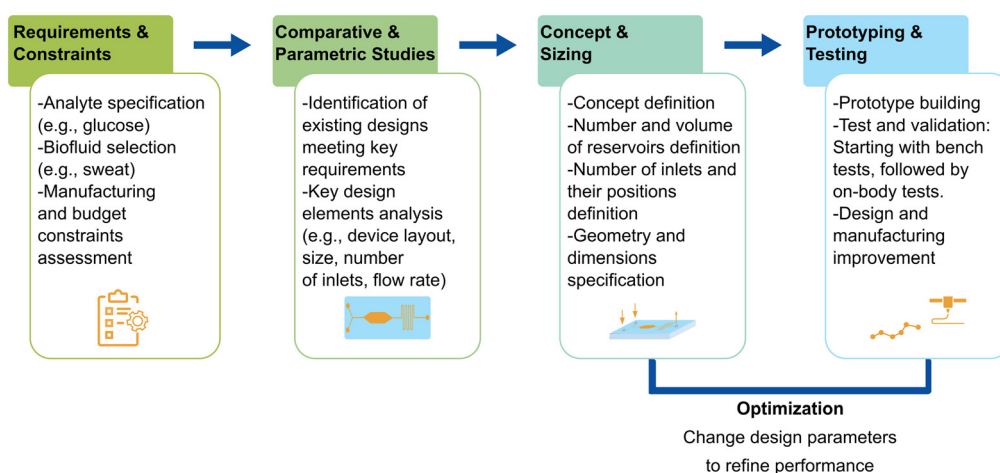 Requirements &
Constraints
-Analyte specification
(e.g., glucose)
-Biofluid selection
(e.g., sweat)
-Manufacturing
and budget
constraints
assessment
Comparative &
Parametric Studies
-Identification of
existing designs
meeting key
requirements
-Key design
elements analysis
(e.g., device layout,
size, number
of inlets, flow rate)
Concept &
Sizing
-Concept definition
-Number and volume
of reservoirs definition
-Number of inlets and
their positions
definition
-Geometry and
dimensions
specification
Prototyping &
Testing
-Prototype building
-Test and validation:
Starting with bench
tests, followed by
on-body tests.
-Design and
manufacturing
improvement
Optimization
Change design parameters
to refine performance